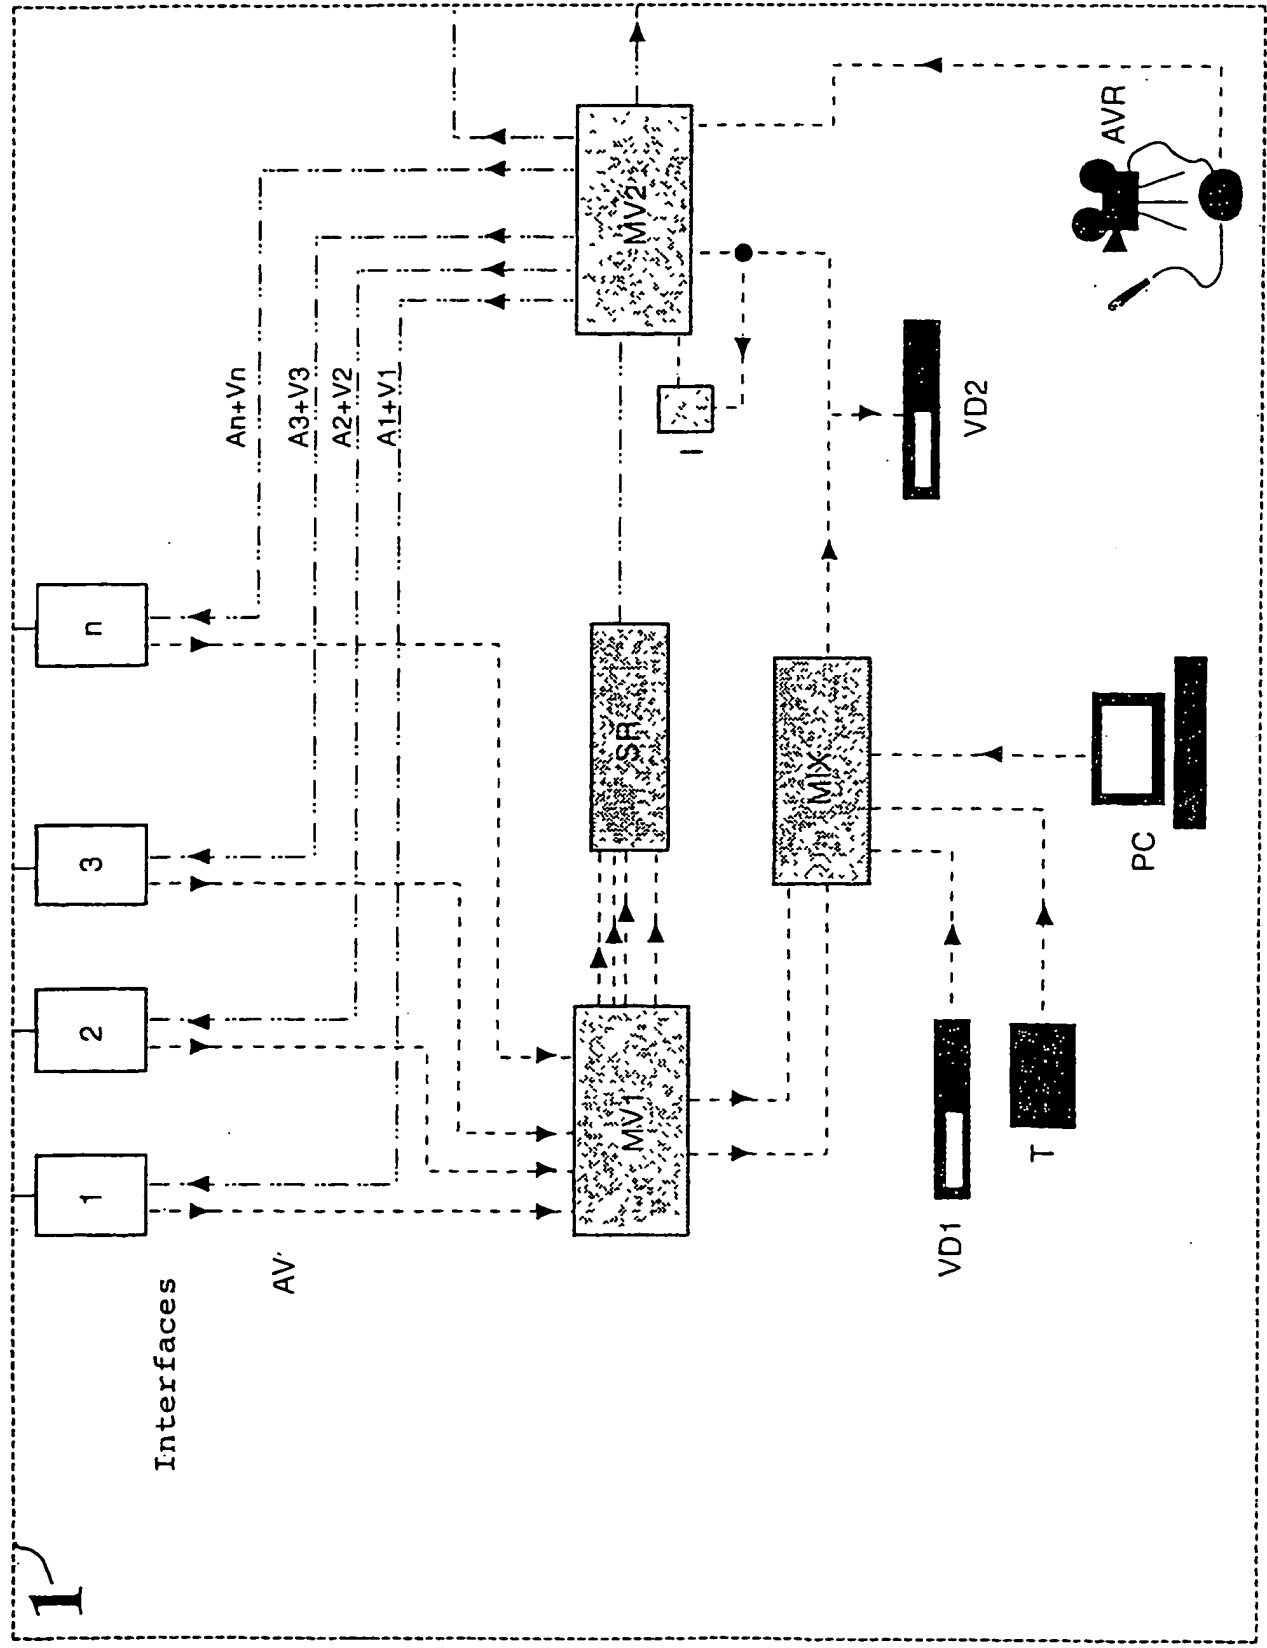 1
Interfaces
1
2
3
n
AV'
An+Vn
A3+V3
A2+V2
A1+V1
MV1
SR
MV2
I
MIX
VD1
VD2
T
PC
AVR